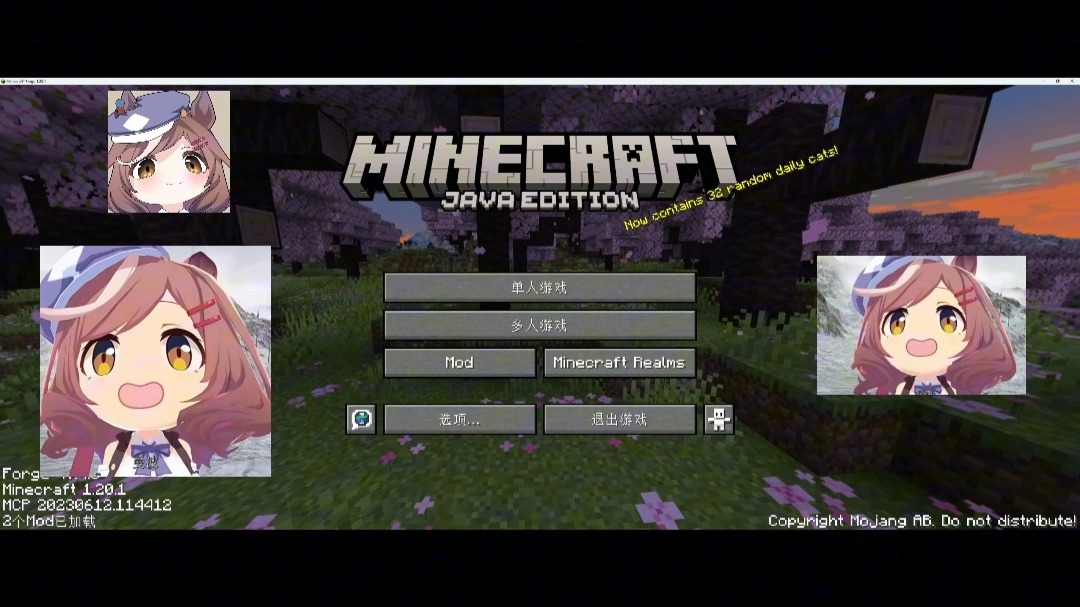 MINECRAFT
JAVA EDITION
Now contains 32 random daily cats!
单人游戏
多人游戏
Mod
Minecraft Realms
选项...
退出游戏
Minecraft 1.20.1
MCP 20230612.114412
2个Mod已加载
Copyright Mojang AB. Do not distribute!